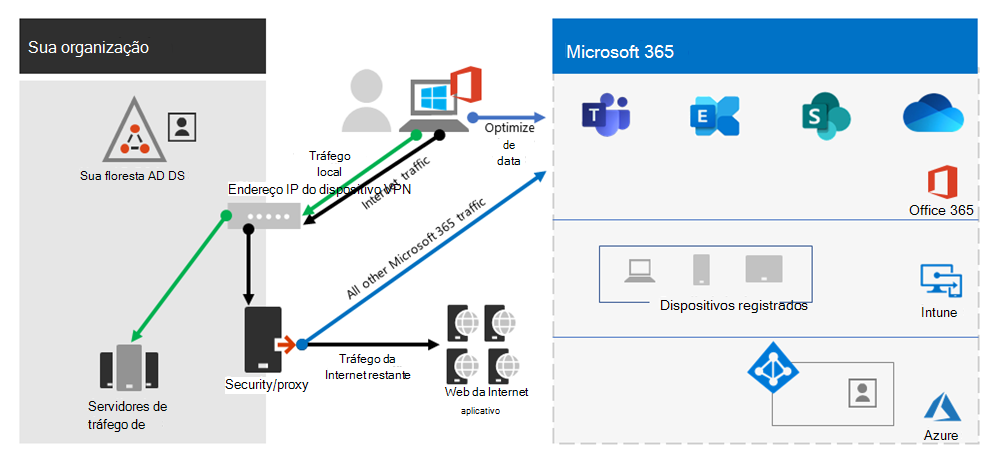 Sua organização
Microsoft 365
Optimize
de
data
Tráfego
local
Internet traffic
Sua floresta AD DS
Endereço IP do dispositivo VPN
Office 365
All other Microsoft 365 traffic
Dispositivos registrados
Intune
Tráfego da
Internet restante
Security/proxy
Web da Internet
aplicativo
Servidores de
tráfego de
Azure